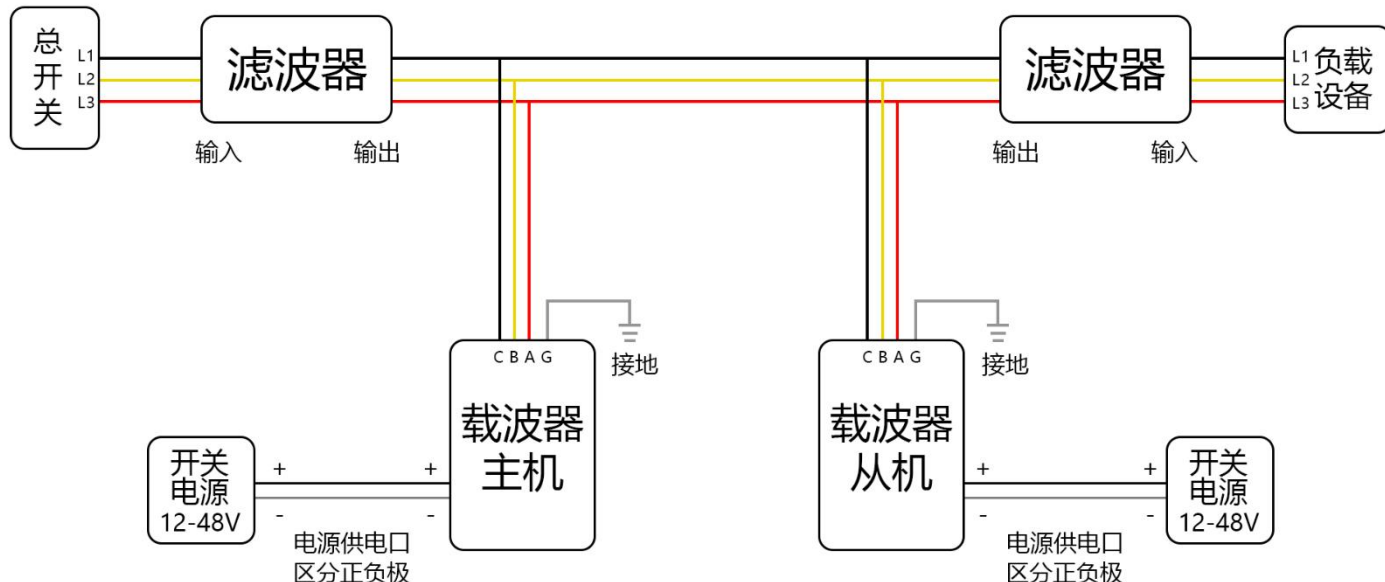 总
开
关
L1
L2
L3
滤波器
输入
输出
滤波器
输出
输入
L1
L2
L3
负载
设备
C B A G
接地
载波器
主机
C B A G
接地
载波器
从机
开关
电源
12-48V
+
+
-
-
电源供电口
区分正负极
+
+
-
-
电源供电口
区分正负极
开关
电源
12-48V